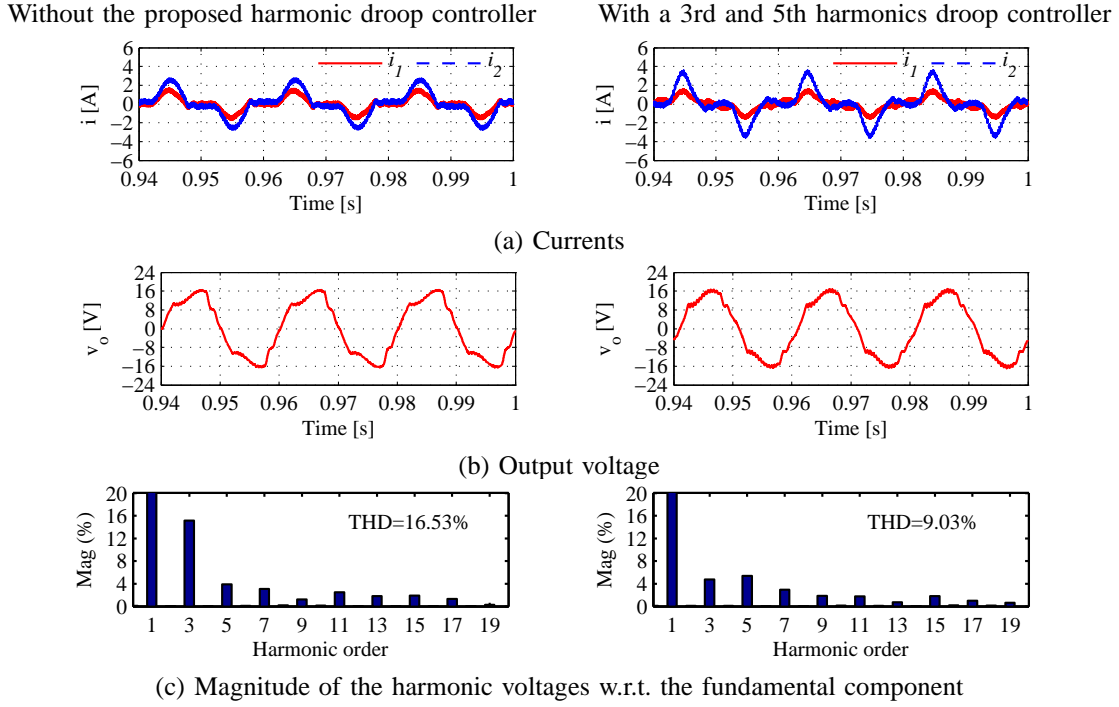 Without the proposed harmonic droop controller
With a 3rd and 5th harmonics droop controller
6
4
2
0
−2
−4
−6
i [A]
i1
i2
0.94 0.95 0.96 0.97 0.98 0.99 1
Time [s]
6
4
2
0
−2
−4
−6
i [A]
i1
i2
0.94 0.95 0.96 0.97 0.98 0.99 1
Time [s]
(a) Currents
24
16
8
0
−8
−16
−24
vo [V]
0.94 0.95 0.96 0.97 0.98 0.99 1
Time [s]
24
16
8
0
−8
−16
−24
vo [V]
0.94 0.95 0.96 0.97 0.98 0.99 1
Time [s]
(b) Output voltage
20
16
12
8
4
0
Mag (%)
THD=16.53%
1 3 5 7 9 11 13 15 17 19
Harmonic order
20
16
12
8
4
0
Mag (%)
THD=9.03%
1 3 5 7 9 11 13 15 17 19
Harmonic order
(c) Magnitude of the harmonic voltages w.r.t. the fundamental component